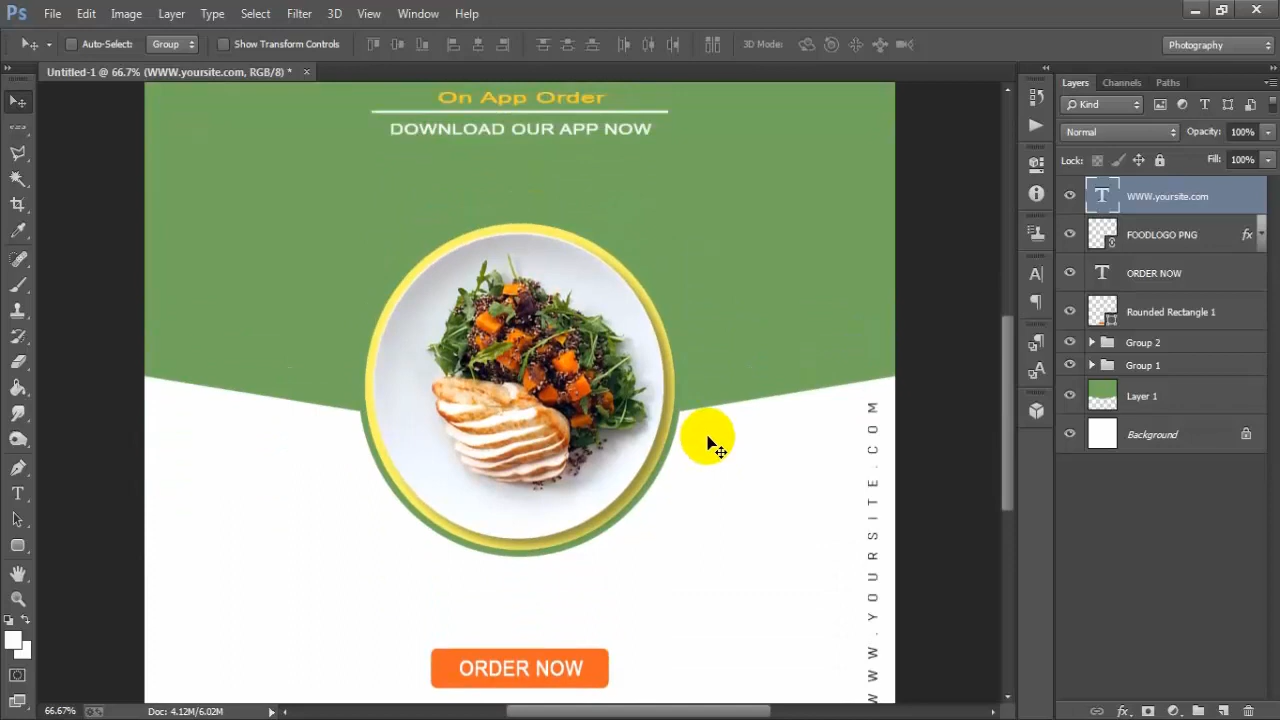 Ps File Edit Image Layer Type Select Filter 3D View Window Help
Auto-Select: Group Show Transform Controls 3D Mode: Photography
Untitled-1 @ 66.7% (WWW.yoursite.com, RGB/8) * ×
Layers Channels Paths
Kind
Normal Opacity: 100%
Lock: Fill: 100%
WWW.yoursite.com
FOODLOGO PNG fx
ORDER NOW
Rounded Rectangle 1
Group 2
Group 1
Layer 1
Background
On App Order
DOWNLOAD OUR APP NOW
WW.YOURSITE.COM
ORDER NOW
66.67% Doc: 4.12M/6.02M